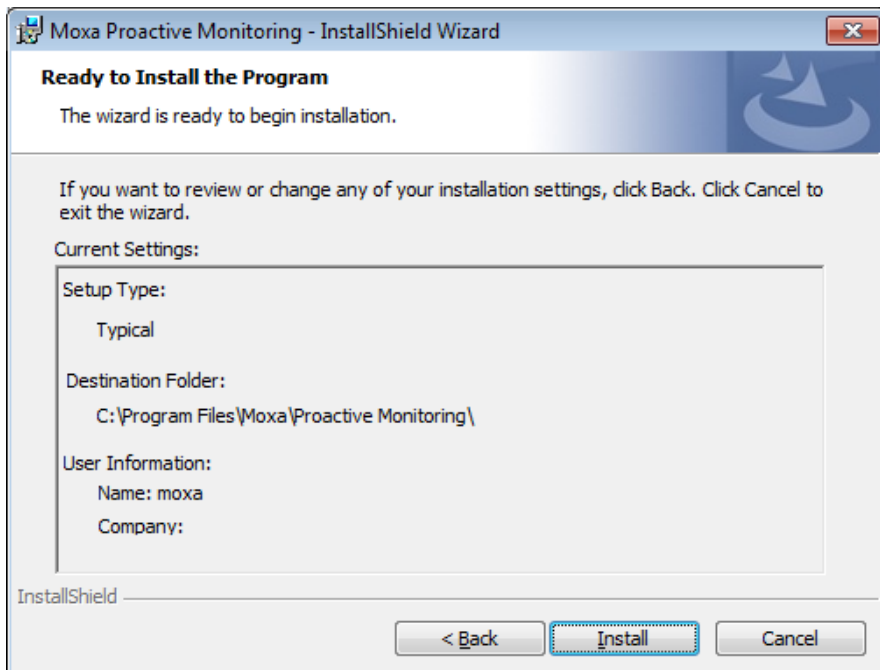 Moxa Proactive Monitoring - InstallShield Wizard
Ready to Install the Program
The wizard is ready to begin installation.
If you want to review or change any of your installation settings, click Back. Click Cancel to
exit the wizard.
Current Settings:
Setup Type:
Typical
Destination Folder:
C:\Program Files\Moxa\Proactive Monitoring\
User Information:
Name: moxa
Company:
InstallShield
< Back
Install
Cancel